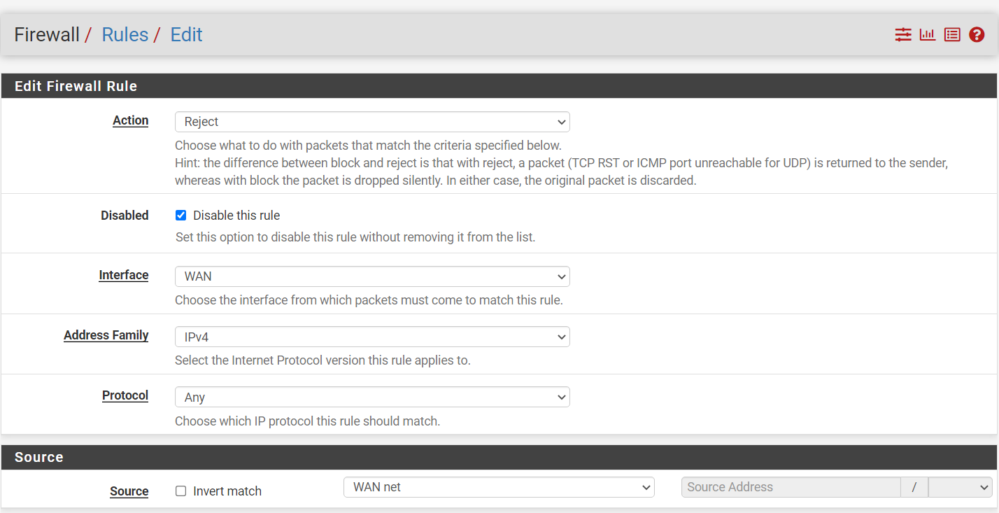 Firewall / Rules / Edit
Edit Firewall Rule
Action
Reject
Choose what to do with packets that match the criteria specified below.
Hint: the difference between block and reject is that with reject, a packet (TCP RST or ICMP port unreachable for UDP) is returned to the sender,
whereas with block the packet is dropped silently. In either case, the original packet is discarded.
Disabled
Disable this rule
Set this option to disable this rule without removing it from the list.
Interface
WAN
Choose the interface from which packets must come to match this rule.
Address Family
IPv4
Select the Internet Protocol version this rule applies to.
Protocol
Any
Choose which IP protocol this rule should match.
Source
Source
Invert match
WAN net
Source Address
/